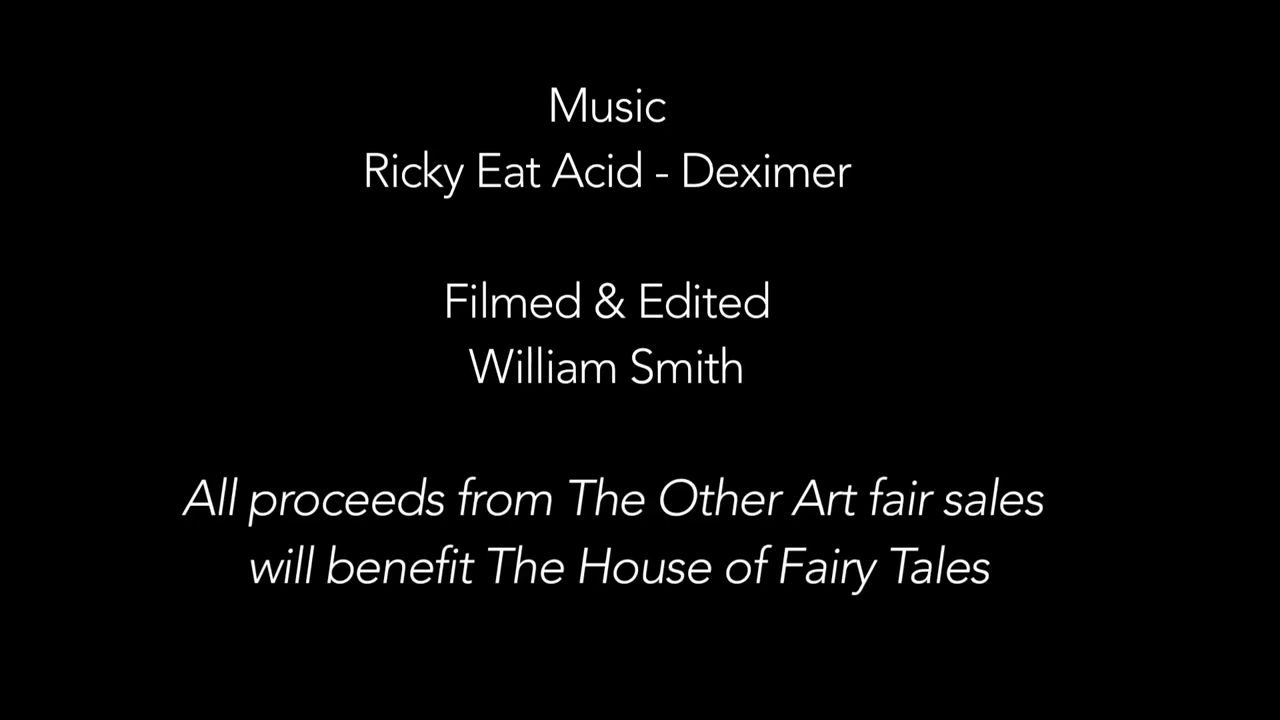 Music
Ricky Eat Acid - Deximer
Filmed & Edited
William Smith
All proceeds from The Other Art fair sales
will benefit The House of Fairy Tales